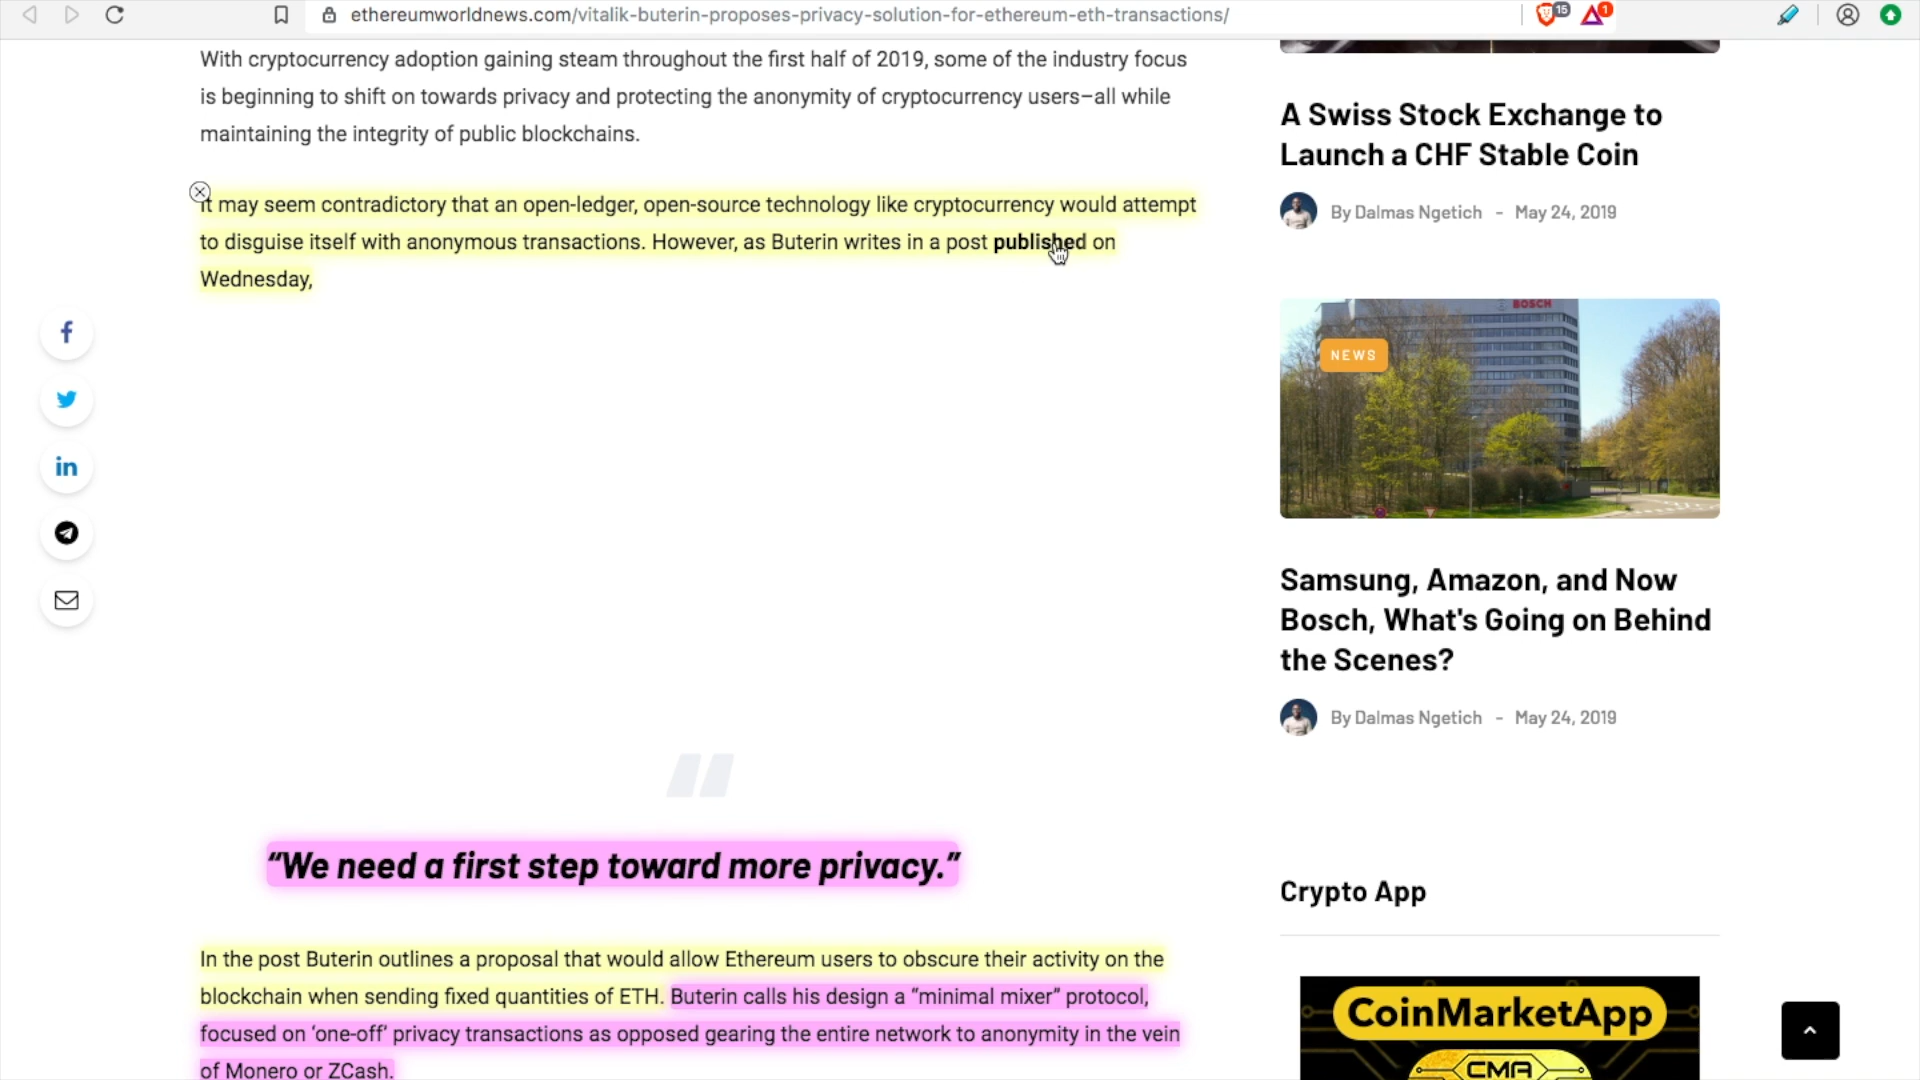 ethereumworldnews.com/vitalik-buterin-proposes-privacy-solution-for-ethereum-eth-transactions/
15
1
With cryptocurrency adoption gaining steam throughout the first half of 2019, some of the industry focus
is beginning to shift on towards privacy and protecting the anonymity of cryptocurrency users–all while
maintaining the integrity of public blockchains.
It may seem contradictory that an open-ledger, open-source technology like cryptocurrency would attempt
to disguise itself with anonymous transactions. However, as Buterin writes in a post published on
Wednesday,
“We need a first step toward more privacy.”
In the post Buterin outlines a proposal that would allow Ethereum users to obscure their activity on the
blockchain when sending fixed quantities of ETH. Buterin calls his design a “minimal mixer” protocol,
focused on ‘one-off’ privacy transactions as opposed gearing the entire network to anonymity in the vein
of Monero or ZCash.
A Swiss Stock Exchange to
Launch a CHF Stable Coin
By Dalmas Ngetich - May 24, 2019
BOSCH
NEWS
Samsung, Amazon, and Now
Bosch, What's Going on Behind
the Scenes?
By Dalmas Ngetich - May 24, 2019
Crypto App
CoinMarketApp
CMA